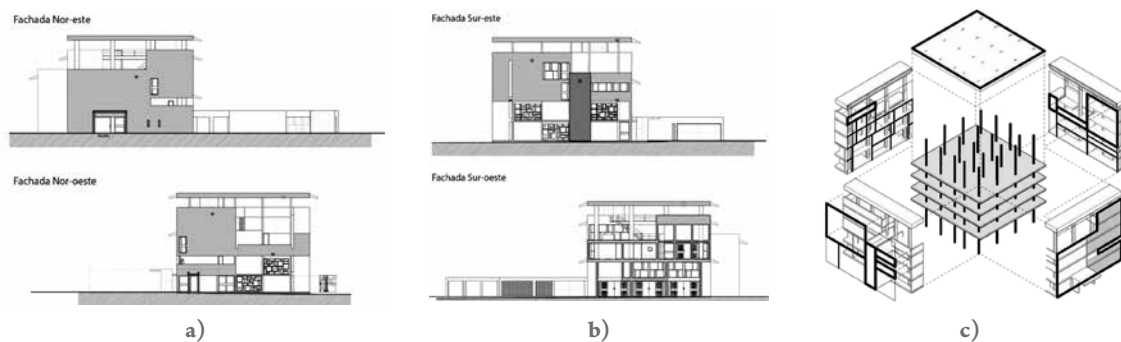 Fachada Nor-este
Fachada Nor-oeste
a)
Fachada Sur-este
Fachada Sur-oeste
b)
c)